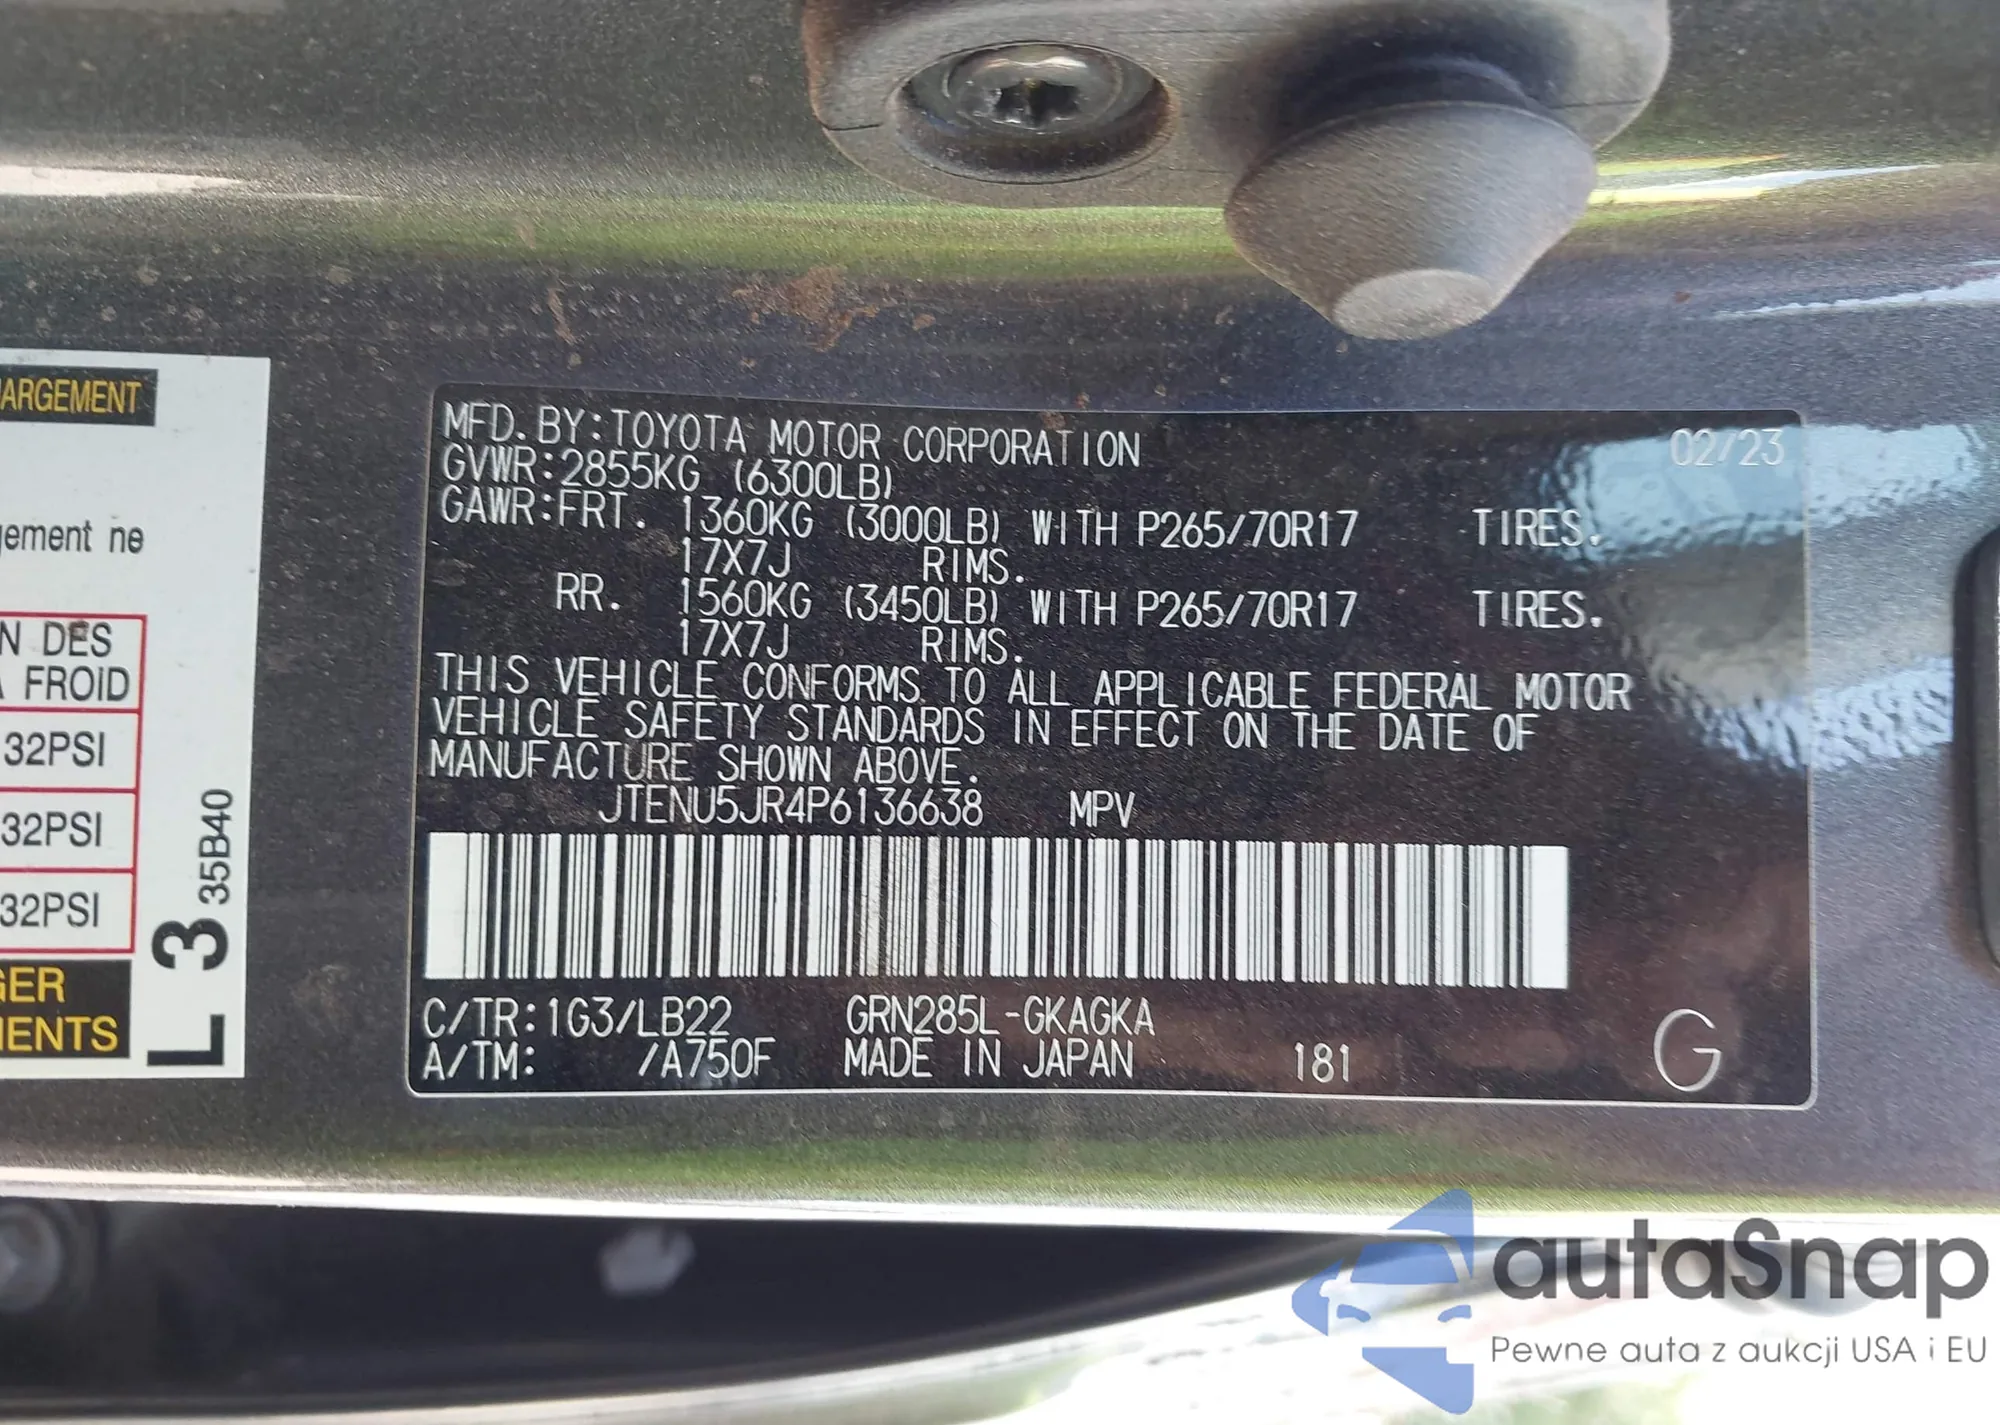 ARGEMENT
gement ne
N DES
À FROID
32PSI
32PSI
32PSI
GER
MENTS
L 3 35B40
MFD. BY:TOYOTA MOTOR CORPORATION 02/23
GVWR:2855KG (6300LB)
GAWR:FRT. 1360KG (3000LB) WITH P265/70R17 TIRES.
17X7J RIMS.
RR. 1560KG (3450LB) WITH P265/70R17 TIRES.
17X7J RIMS.
THIS VEHICLE CONFORMS TO ALL APPLICABLE FEDERAL MOTOR
VEHICLE SAFETY STANDARDS IN EFFECT ON THE DATE OF
MANUFACTURE SHOWN ABOVE.
JTENU5JR4P6136638 MPV
C/TR:1G3/LB22 GRN285L-GKAGKA
A/TM: /A750F MADE IN JAPAN 181 G
autaSnap
Pewne auta z aukcji USA i EU